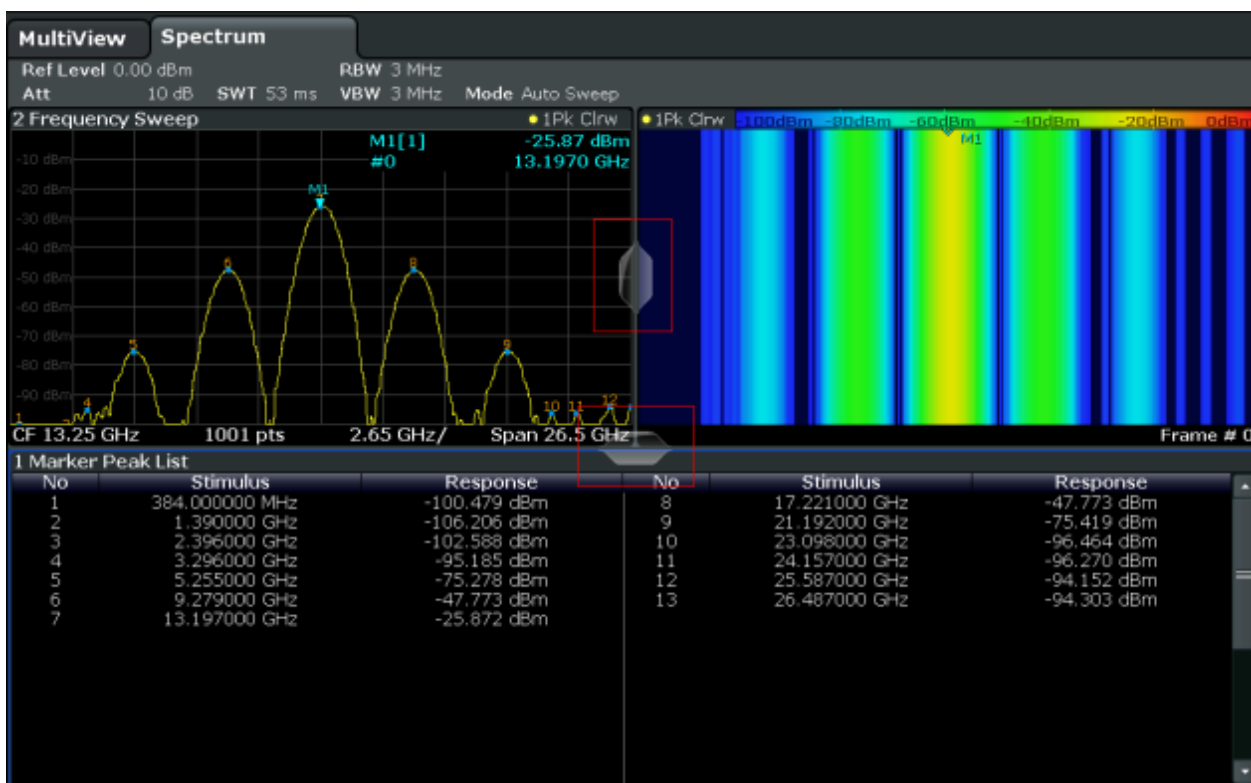 MultiView Spectrum
Ref Level 0.00 dBm RBW 3 MHz
Att 10 dB SWT 53 ms VBW 3 MHz Mode Auto Sweep
2 Frequency Sweep 1Pk Clrw
M1[1] -25.87 dBm
#0 13.1970 GHz
-10 dBm
-20 dBm
M1
-30 dBm
-40 dBm
6 8
-50 dBm
-60 dBm
-70 dBm
5 9
-80 dBm
-90 dBm
1 4 10 11 12
CF 13.25 GHz 1001 pts 2.65 GHz/ Span 26.5 GHz
1Pk Clrw -100dBm -80dBm -60dBm -40dBm -20dBm 0dBm
M1
Frame # 0
1 Marker Peak List
No Stimulus Response No Stimulus Response
1 384.000000 MHz -100.479 dBm 8 17.221000 GHz -47.773 dBm
2 1.390000 GHz -106.206 dBm 9 21.192000 GHz -75.419 dBm
3 2.396000 GHz -102.588 dBm 10 23.098000 GHz -96.464 dBm
4 3.296000 GHz -95.185 dBm 11 24.157000 GHz -96.270 dBm
5 5.255000 GHz -75.278 dBm 12 25.587000 GHz -94.152 dBm
6 9.279000 GHz -47.773 dBm 13 26.487000 GHz -94.303 dBm
7 13.197000 GHz -25.872 dBm